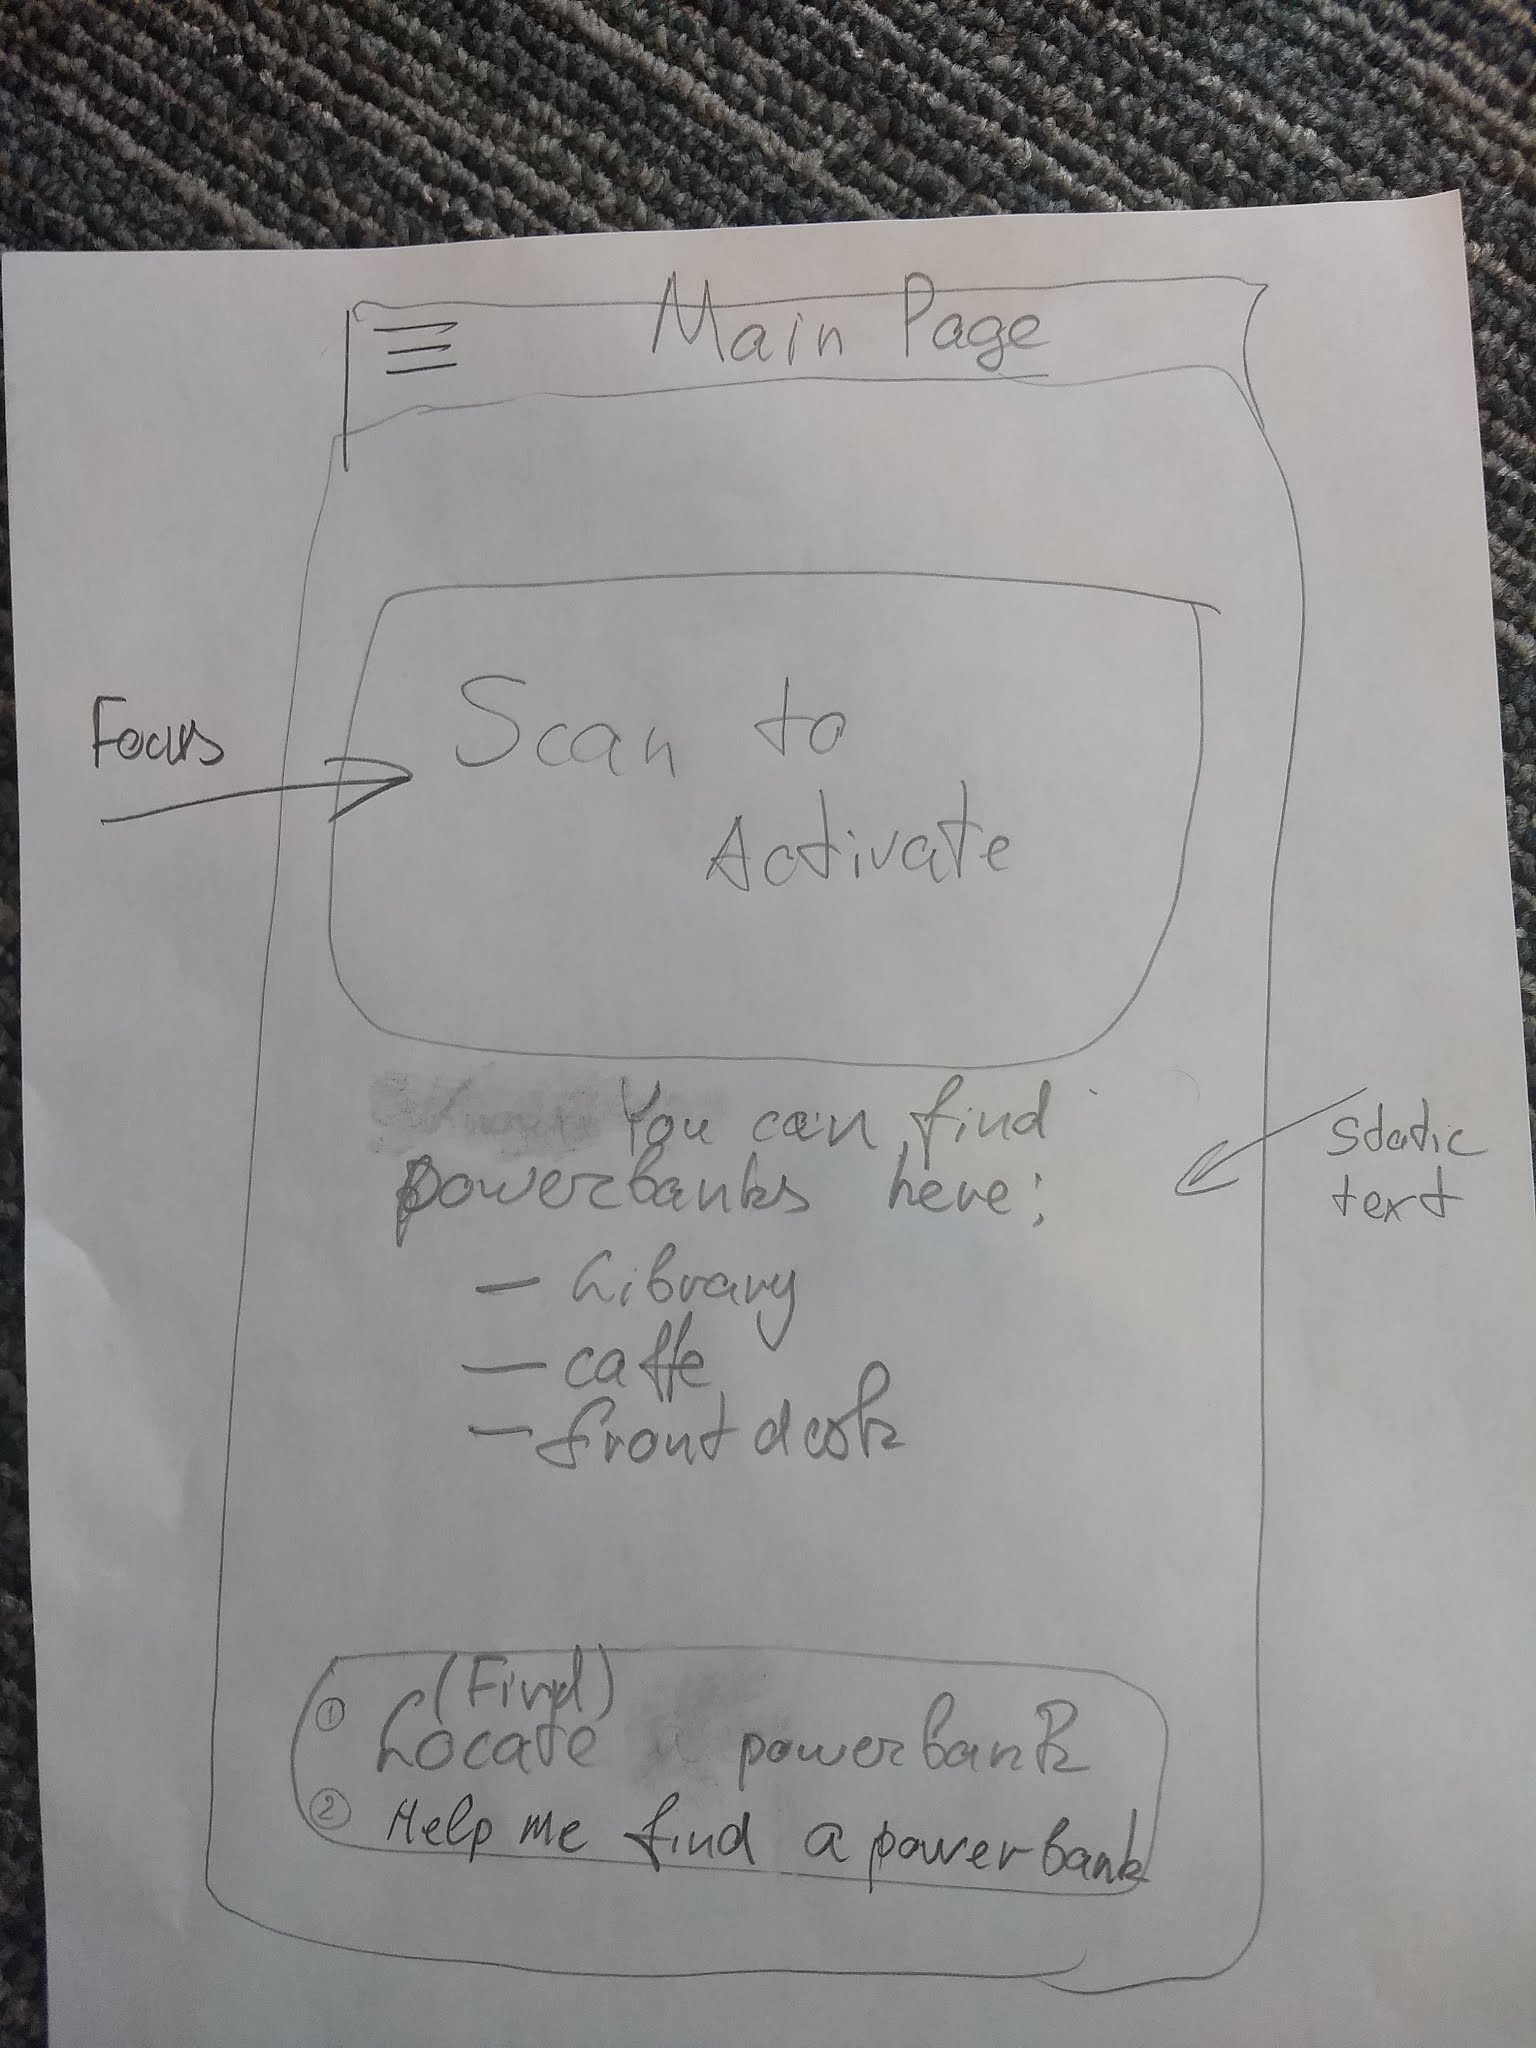 Main Page
Focus
Scan to
Activate
You can find
powerbanks here:
static
text
— Library
— caffe
— front desk
(Find)
① Locate powerbank
② Help me find a powerbank